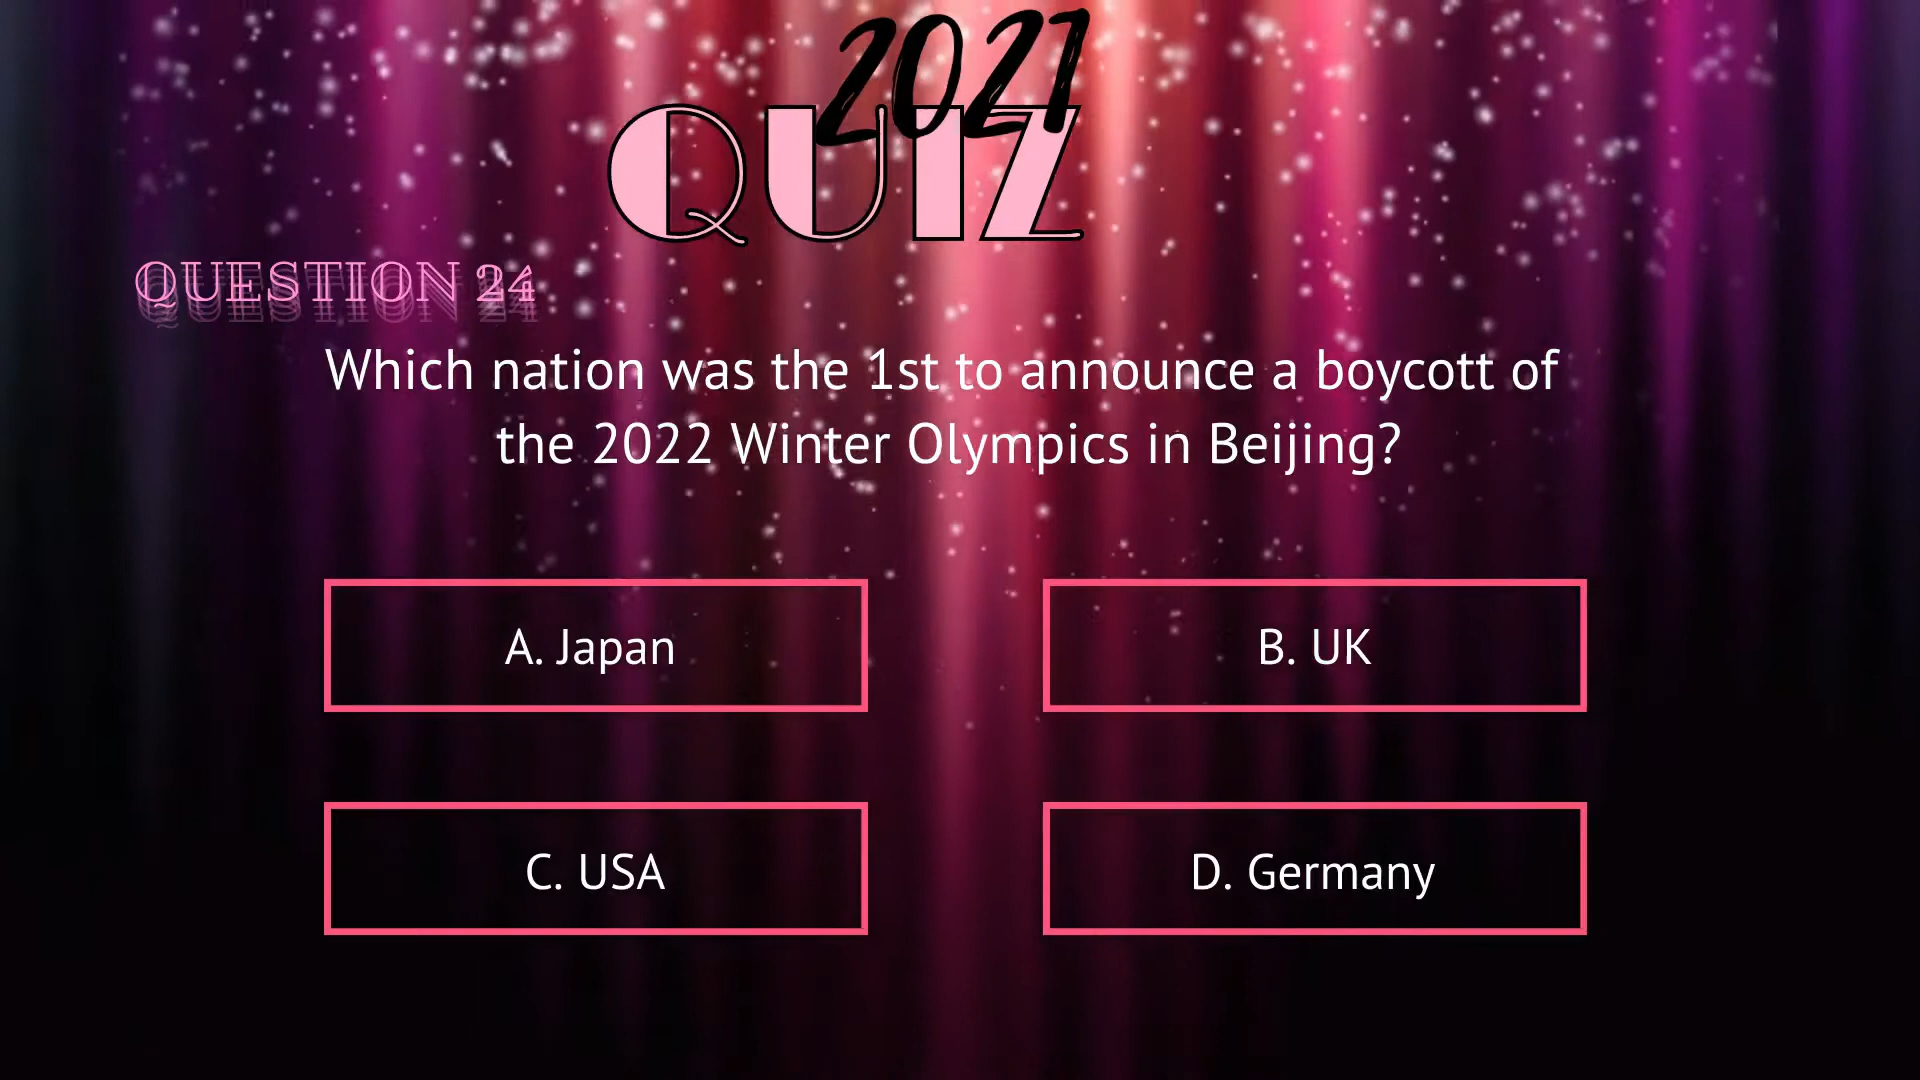 2021
QUIZ
QUESTION 24
Which nation was the 1st to announce a boycott of
the 2022 Winter Olympics in Beijing?
A. Japan
B. UK
C. USA
D. Germany